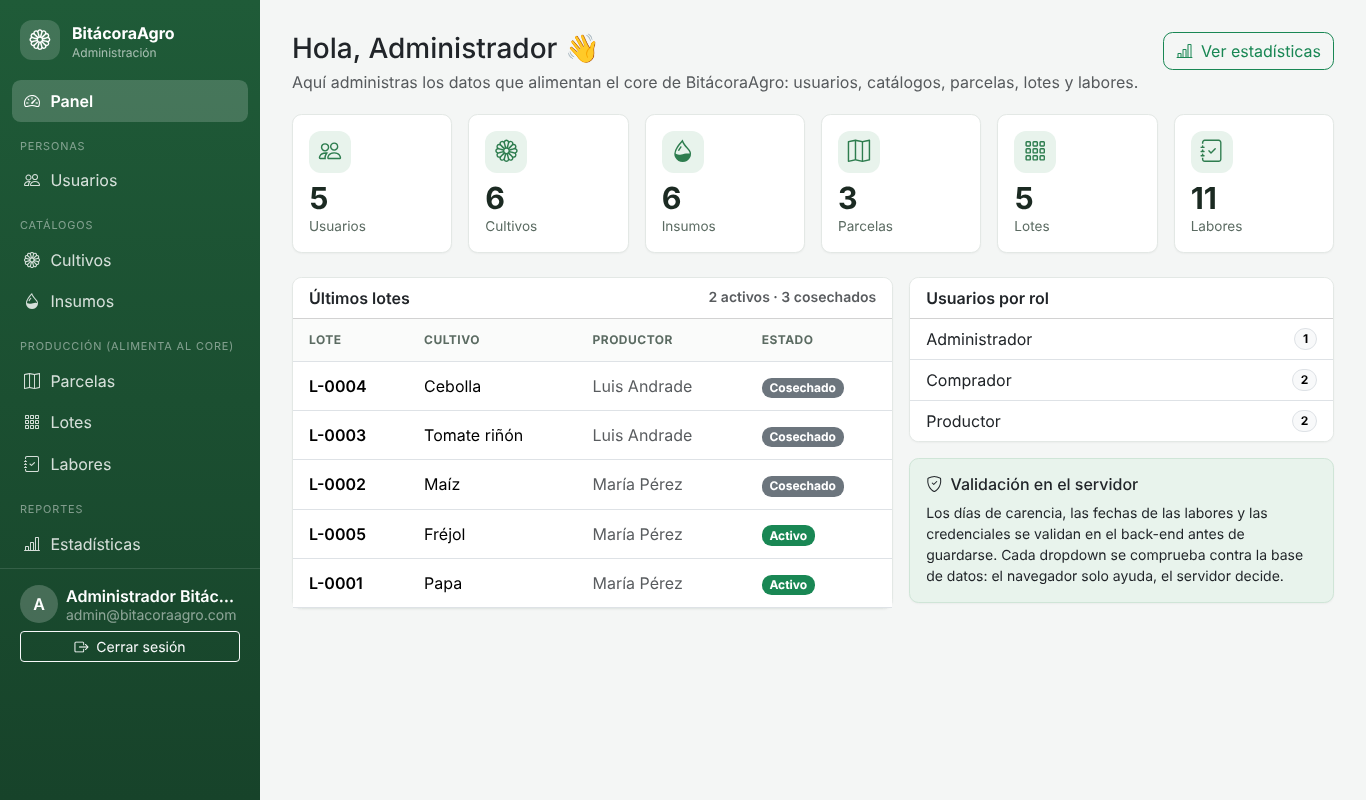 BitácoraAgro
Administración
Panel
PERSONAS
Usuarios
CATÁLOGOS
Cultivos
Insumos
PRODUCCIÓN (ALIMENTA AL CORE)
Parcelas
Lotes
Labores
REPORTES
Estadísticas
A
Administrador Bitác...
admin@bitacoraagro.com
Cerrar sesión
Hola, Administrador 👋
Ver estadísticas
Aquí administras los datos que alimentan el core de BitácoraAgro: usuarios, catálogos, parcelas, lotes y labores.
5
Usuarios
6
Cultivos
6
Insumos
3
Parcelas
5
Lotes
11
Labores
Últimos lotes 2 activos · 3 cosechados
LOTE CULTIVO PRODUCTOR ESTADO
L-0004 Cebolla Luis Andrade Cosechado
L-0003 Tomate riñón Luis Andrade Cosechado
L-0002 Maíz María Pérez Cosechado
L-0005 Fréjol María Pérez Activo
L-0001 Papa María Pérez Activo
Usuarios por rol
Administrador 1
Comprador 2
Productor 2
Validación en el servidor
Los días de carencia, las fechas de las labores y las
credenciales se validan en el back-end antes de
guardarse. Cada dropdown se comprueba contra la base
de datos: el navegador solo ayuda, el servidor decide.